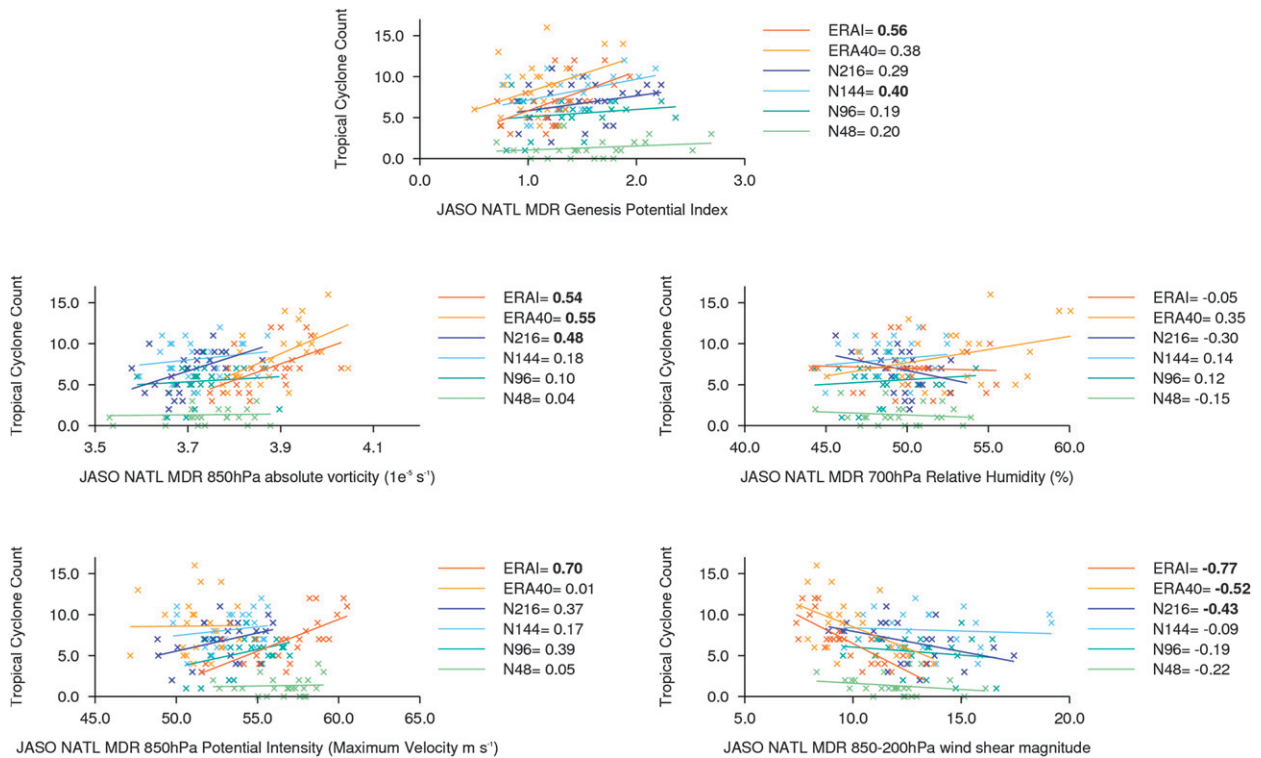 Tropical Cyclone Count
15.0
10.0
5.0
0.0
0.0 1.0 2.0 3.0
JASO NATL MDR Genesis Potential Index
ERAI= 0.56
ERA40= 0.38
N216= 0.29
N144= 0.40
N96= 0.19
N48= 0.20
Tropical Cyclone Count
15.0
10.0
5.0
0.0
3.5 3.7 3.9 4.1
JASO NATL MDR 850hPa absolute vorticity (1e⁻⁵ s⁻¹)
ERAI= 0.54
ERA40= 0.55
N216= 0.48
N144= 0.18
N96= 0.10
N48= 0.04
Tropical Cyclone Count
15.0
10.0
5.0
0.0
40.0 45.0 50.0 55.0 60.0
JASO NATL MDR 700hPa Relative Humidity (%)
ERAI= -0.05
ERA40= 0.35
N216= -0.30
N144= 0.14
N96= 0.12
N48= -0.15
Tropical Cyclone Count
15.0
10.0
5.0
0.0
45.0 50.0 55.0 60.0 65.0
JASO NATL MDR 850hPa Potential Intensity (Maximum Velocity m s⁻¹)
ERAI= 0.70
ERA40= 0.01
N216= 0.37
N144= 0.17
N96= 0.39
N48= 0.05
Tropical Cyclone Count
15.0
10.0
5.0
0.0
5.0 10.0 15.0 20.0
JASO NATL MDR 850-200hPa wind shear magnitude
ERAI= -0.77
ERA40= -0.52
N216= -0.43
N144= -0.09
N96= -0.19
N48= -0.22